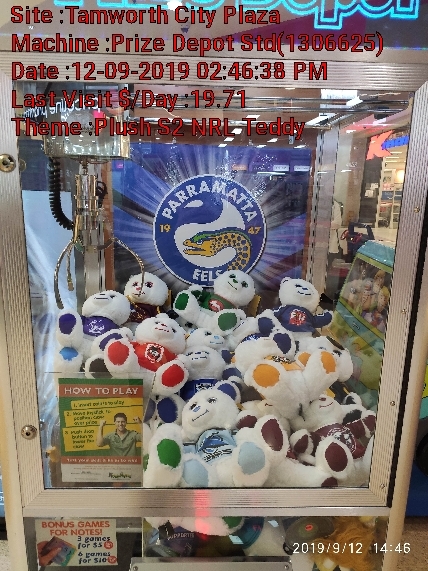 Prize Depot
Site :Tamworth City Plaza
Machine :Prize Depot Std(1306625)
Date :12-09-2019 02:46:38 PM
Last Visit $/Day :19.71
Theme :Plush S2 NRL Teddy
PARRAMATTA
19 47
EELS
HOW TO PLAY
BONUS GAMES
FOR NOTES!
3 games
for $5
6 games
for $10
2019/9/12 14:46